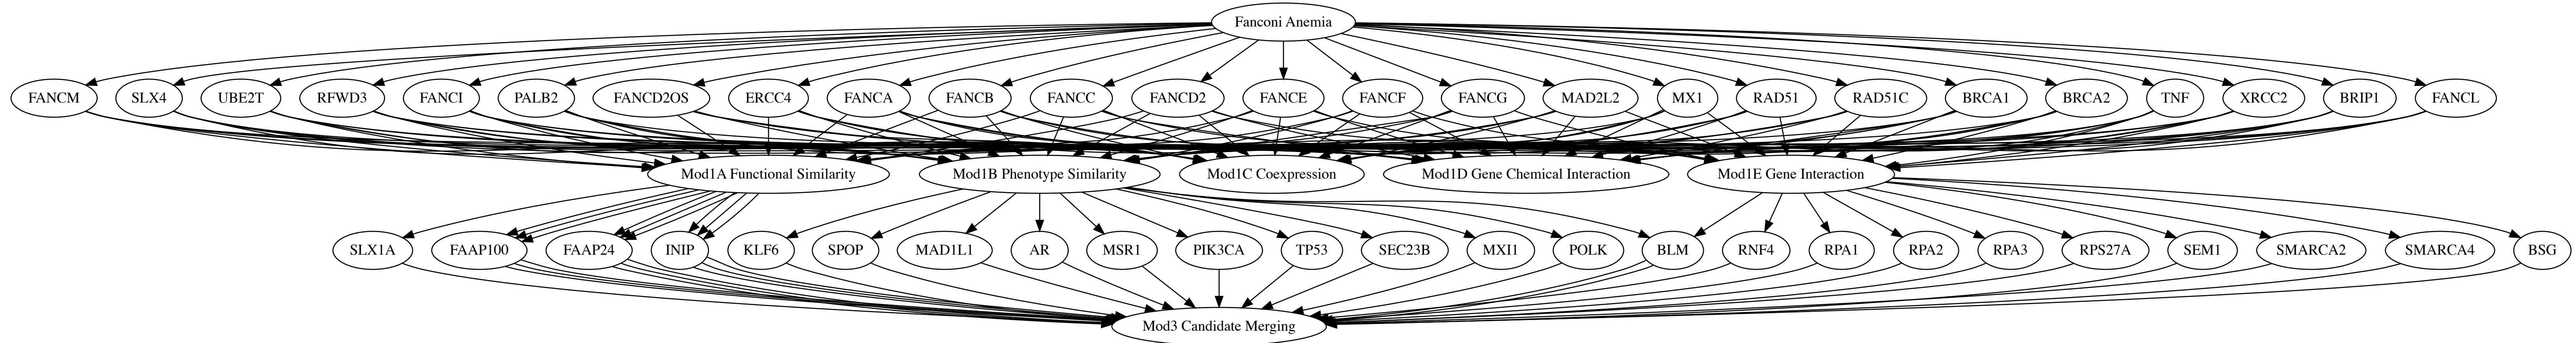 Fanconi Anemia
FANCM SLX4 UBE2T RFWD3 FANCI PALB2 FANCD2OS ERCC4 FANCA FANCB FANCC FANCD2 FANCE FANCF FANCG MAD2L2 MX1 RAD51 RAD51C BRCA1 BRCA2 TNF XRCC2 BRIP1 FANCL
Mod1A Functional Similarity Mod1B Phenotype Similarity Mod1C Coexpression Mod1D Gene Chemical Interaction Mod1E Gene Interaction
SLX1A FAAP100 FAAP24 INIP KLF6 SPOP MAD1L1 AR MSR1 PIK3CA TP53 SEC23B MXI1 POLK BLM RNF4 RPA1 RPA2 RPA3 RPS27A SEM1 SMARCA2 SMARCA4 BSG
Mod3 Candidate Merging